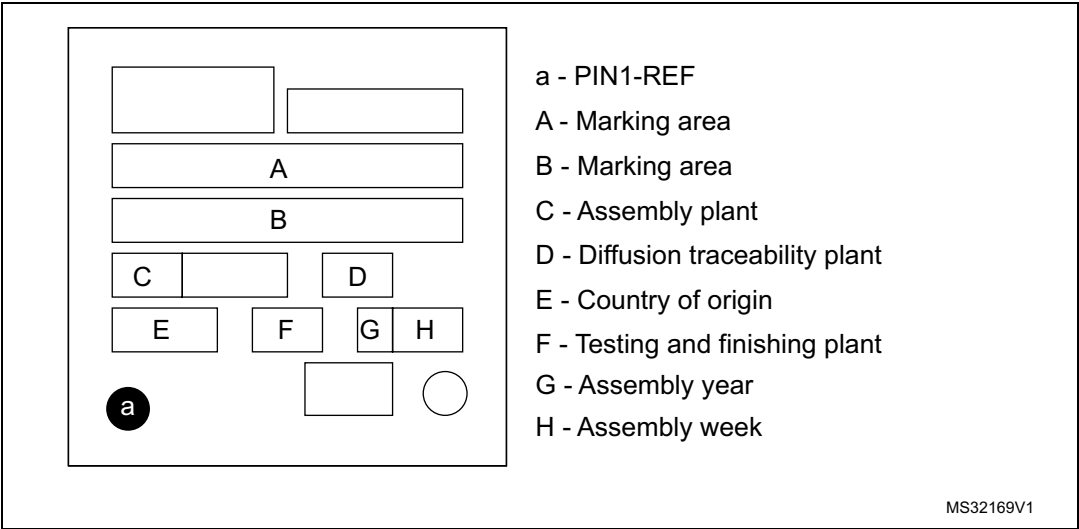 A
B
C D
E F G H
a
a - PIN1-REF
A - Marking area
B - Marking area
C - Assembly plant
D - Diffusion traceability plant
E - Country of origin
F - Testing and finishing plant
G - Assembly year
H - Assembly week
MS32169V1